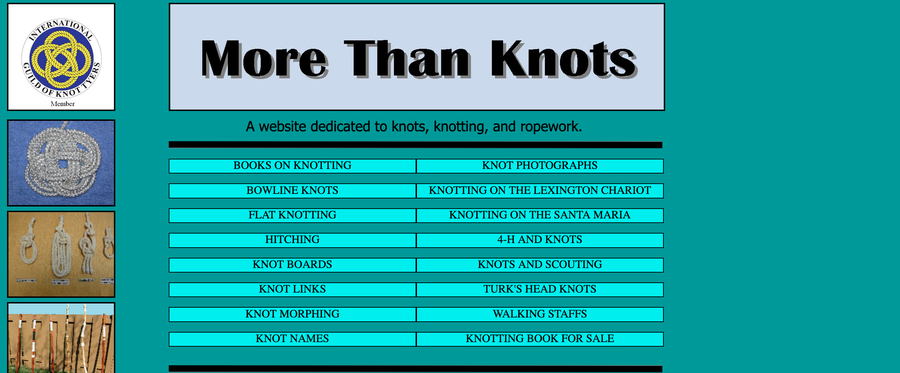 INTERNATIONAL
GUILD OF KNOT TYERS
Member
More Than Knots
A website dedicated to knots, knotting, and ropework.
BOOKS ON KNOTTING
KNOT PHOTOGRAPHS
BOWLINE KNOTS
KNOTTING ON THE LEXINGTON CHARIOT
FLAT KNOTTING
KNOTTING ON THE SANTA MARIA
HITCHING
4-H AND KNOTS
KNOT BOARDS
KNOTS AND SCOUTING
KNOT LINKS
TURK'S HEAD KNOTS
KNOT MORPHING
WALKING STAFFS
KNOT NAMES
KNOTTING BOOK FOR SALE